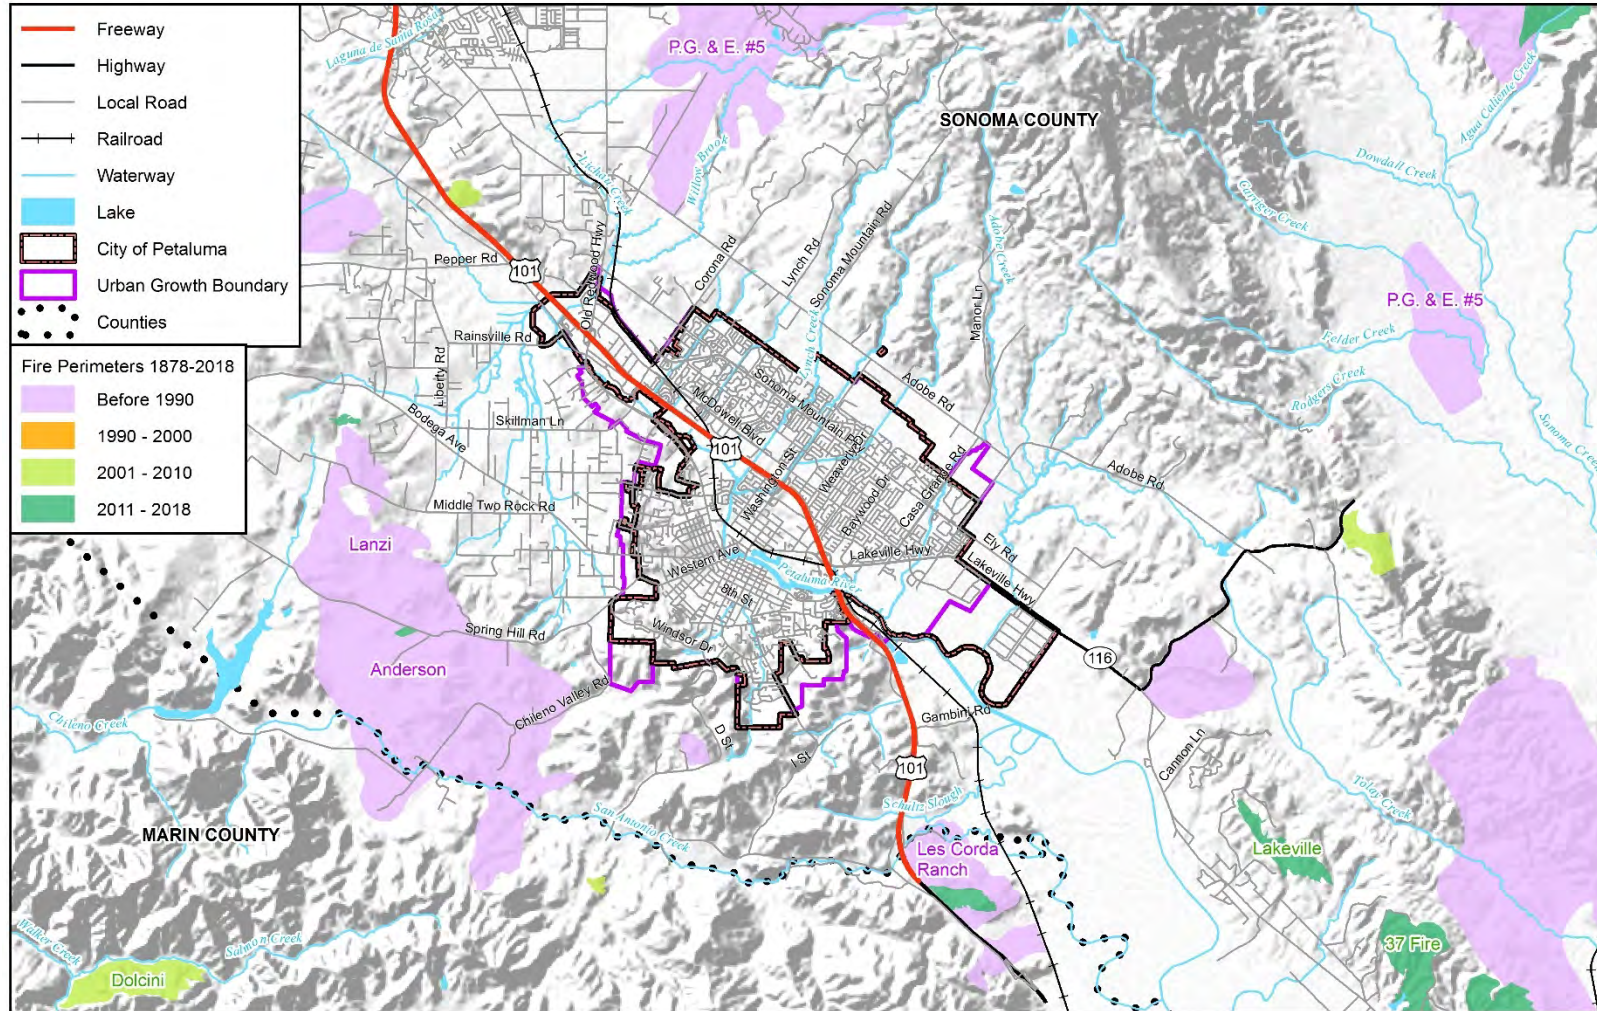 Freeway
Highway
Local Road
Railroad
Waterway
Lake
City of Petaluma
Urban Growth Boundary
Counties
Fire Perimeters 1878-2018
Before 1990
1990 - 2000
2001 - 2010
2011 - 2018
Laguna de Santa Rosa
P.G. & E. #5
SONOMA COUNTY
Agua Caliente Creek
Dowdall Creek
Carriger Creek
Lichau Creek
Willow Brook
Adobe Creek
Old Redwood Hwy
Corona Rd
Lynch Rd
Sonoma Mountain Rd
Manor Ln
Pepper Rd
101
P.G. & E. #5
Felder Creek
Rodgers Creek
Sonoma Creek
Rainsville Rd
Liberty Rd
Lynch Creek
Adobe Rd
Sonoma Mountain P
Dr
McDowell Blvd
Skillman Ln
Bodega Ave
101
Washington St
Weaverly
Baywood Dr
Casa Grande Rd
Adobe Rd
Middle Two Rock Rd
Lanzi
Western Ave
Lakeville Hwy
Ely Rd
Lakeville Hwy
Petaluma River
8th St
Spring Hill Rd
Windsor Dr
116
Anderson
Chileno Valley Rd
Chileno Creek
D St
I St
Gambini Rd
Cannon Ln
101
Schultz Slough
Tolay Creek
San Antonio Creek
MARIN COUNTY
Les Corda
Ranch
Lakeville
Walker Creek
Salmon Creek
37 Fire
Dolcini